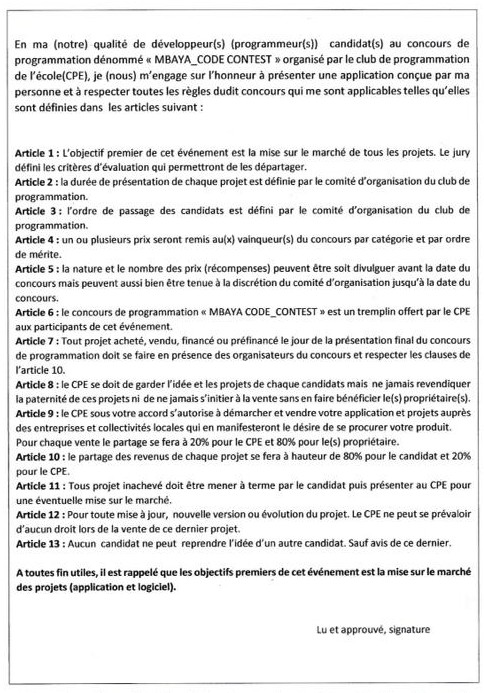 En ma (notre) qualité de développeur(s) (programmeur(s)) candidat(s) au concours de
programmation dénommé « MBAYA_CODE CONTEST » organisé par le club de programmation
de l'école(CPE), je (nous) m'engage sur l'honneur à présenter une application conçue par ma
personne et à respecter toutes les règles dudit concours qui me sont applicables telles qu'elles
sont définies dans les articles suivant :
Article 1 : L'objectif premier de cet événement est la mise sur le marché de tous les projets. Le jury
défini les critères d'évaluation qui permettront de les départager.
Article 2 : la durée de présentation de chaque projet est définie par le comité d'organisation du club de
programmation.
Article 3 : l'ordre de passage des candidats est défini par le comité d'organisation du club de
programmation.
Article 4 : un ou plusieurs prix seront remis au(x) vainqueur(s) du concours par catégorie et par ordre
de mérite.
Article 5 : la nature et le nombre des prix (récompenses) peuvent être soit divulguer avant la date du
concours mais peuvent aussi bien être tenue à la discrétion du comité d'organisation jusqu'à la date du
concours.
Article 6 : le concours de programmation « MBAYA CODE_CONTEST » est un tremplin offert par le CPE
aux participants de cet événement.
Article 7 : Tout projet acheté, vendu, financé ou préfinancé le jour de la présentation final du concours
de programmation doit se faire en présence des organisateurs du concours et respecter les clauses de
l'article 10.
Article 8 : le CPE se doit de garder l'idée et les projets de chaque candidats mais ne jamais revendiquer
la paternité de ces projets ni de ne jamais s'initier à la vente sans en faire bénéficier le(s) propriétaire(s).
Article 9 : le CPE sous votre accord s'autorise à démarcher et vendre votre application et projets auprès
des entreprises et collectivités locales qui en manifesteront le désire de se procurer votre produit.
Pour chaque vente le partage se fera à 20% pour le CPE et 80% pour le(s) propriétaire.
Article 10 : le partage des revenus de chaque projet se fera à hauteur de 80% pour le candidat et 20%
pour le CPE.
Article 11 : Tous projet inachevé doit être mener à terme par le candidat puis présenter au CPE pour
une éventuelle mise sur le marché.
Article 12 : Pour toute mise à jour, nouvelle version ou évolution du projet. Le CPE ne peut se prévaloir
d'aucun droit lors de la vente de ce dernier projet.
Article 13 : Aucun candidat ne peut reprendre l'idée d'un autre candidat. Sauf avis de ce dernier.
A toutes fin utiles, il est rappelé que les objectifs premiers de cet événement est la mise sur le marché
des projets (application et logiciel).
Lu et approuvé, signature